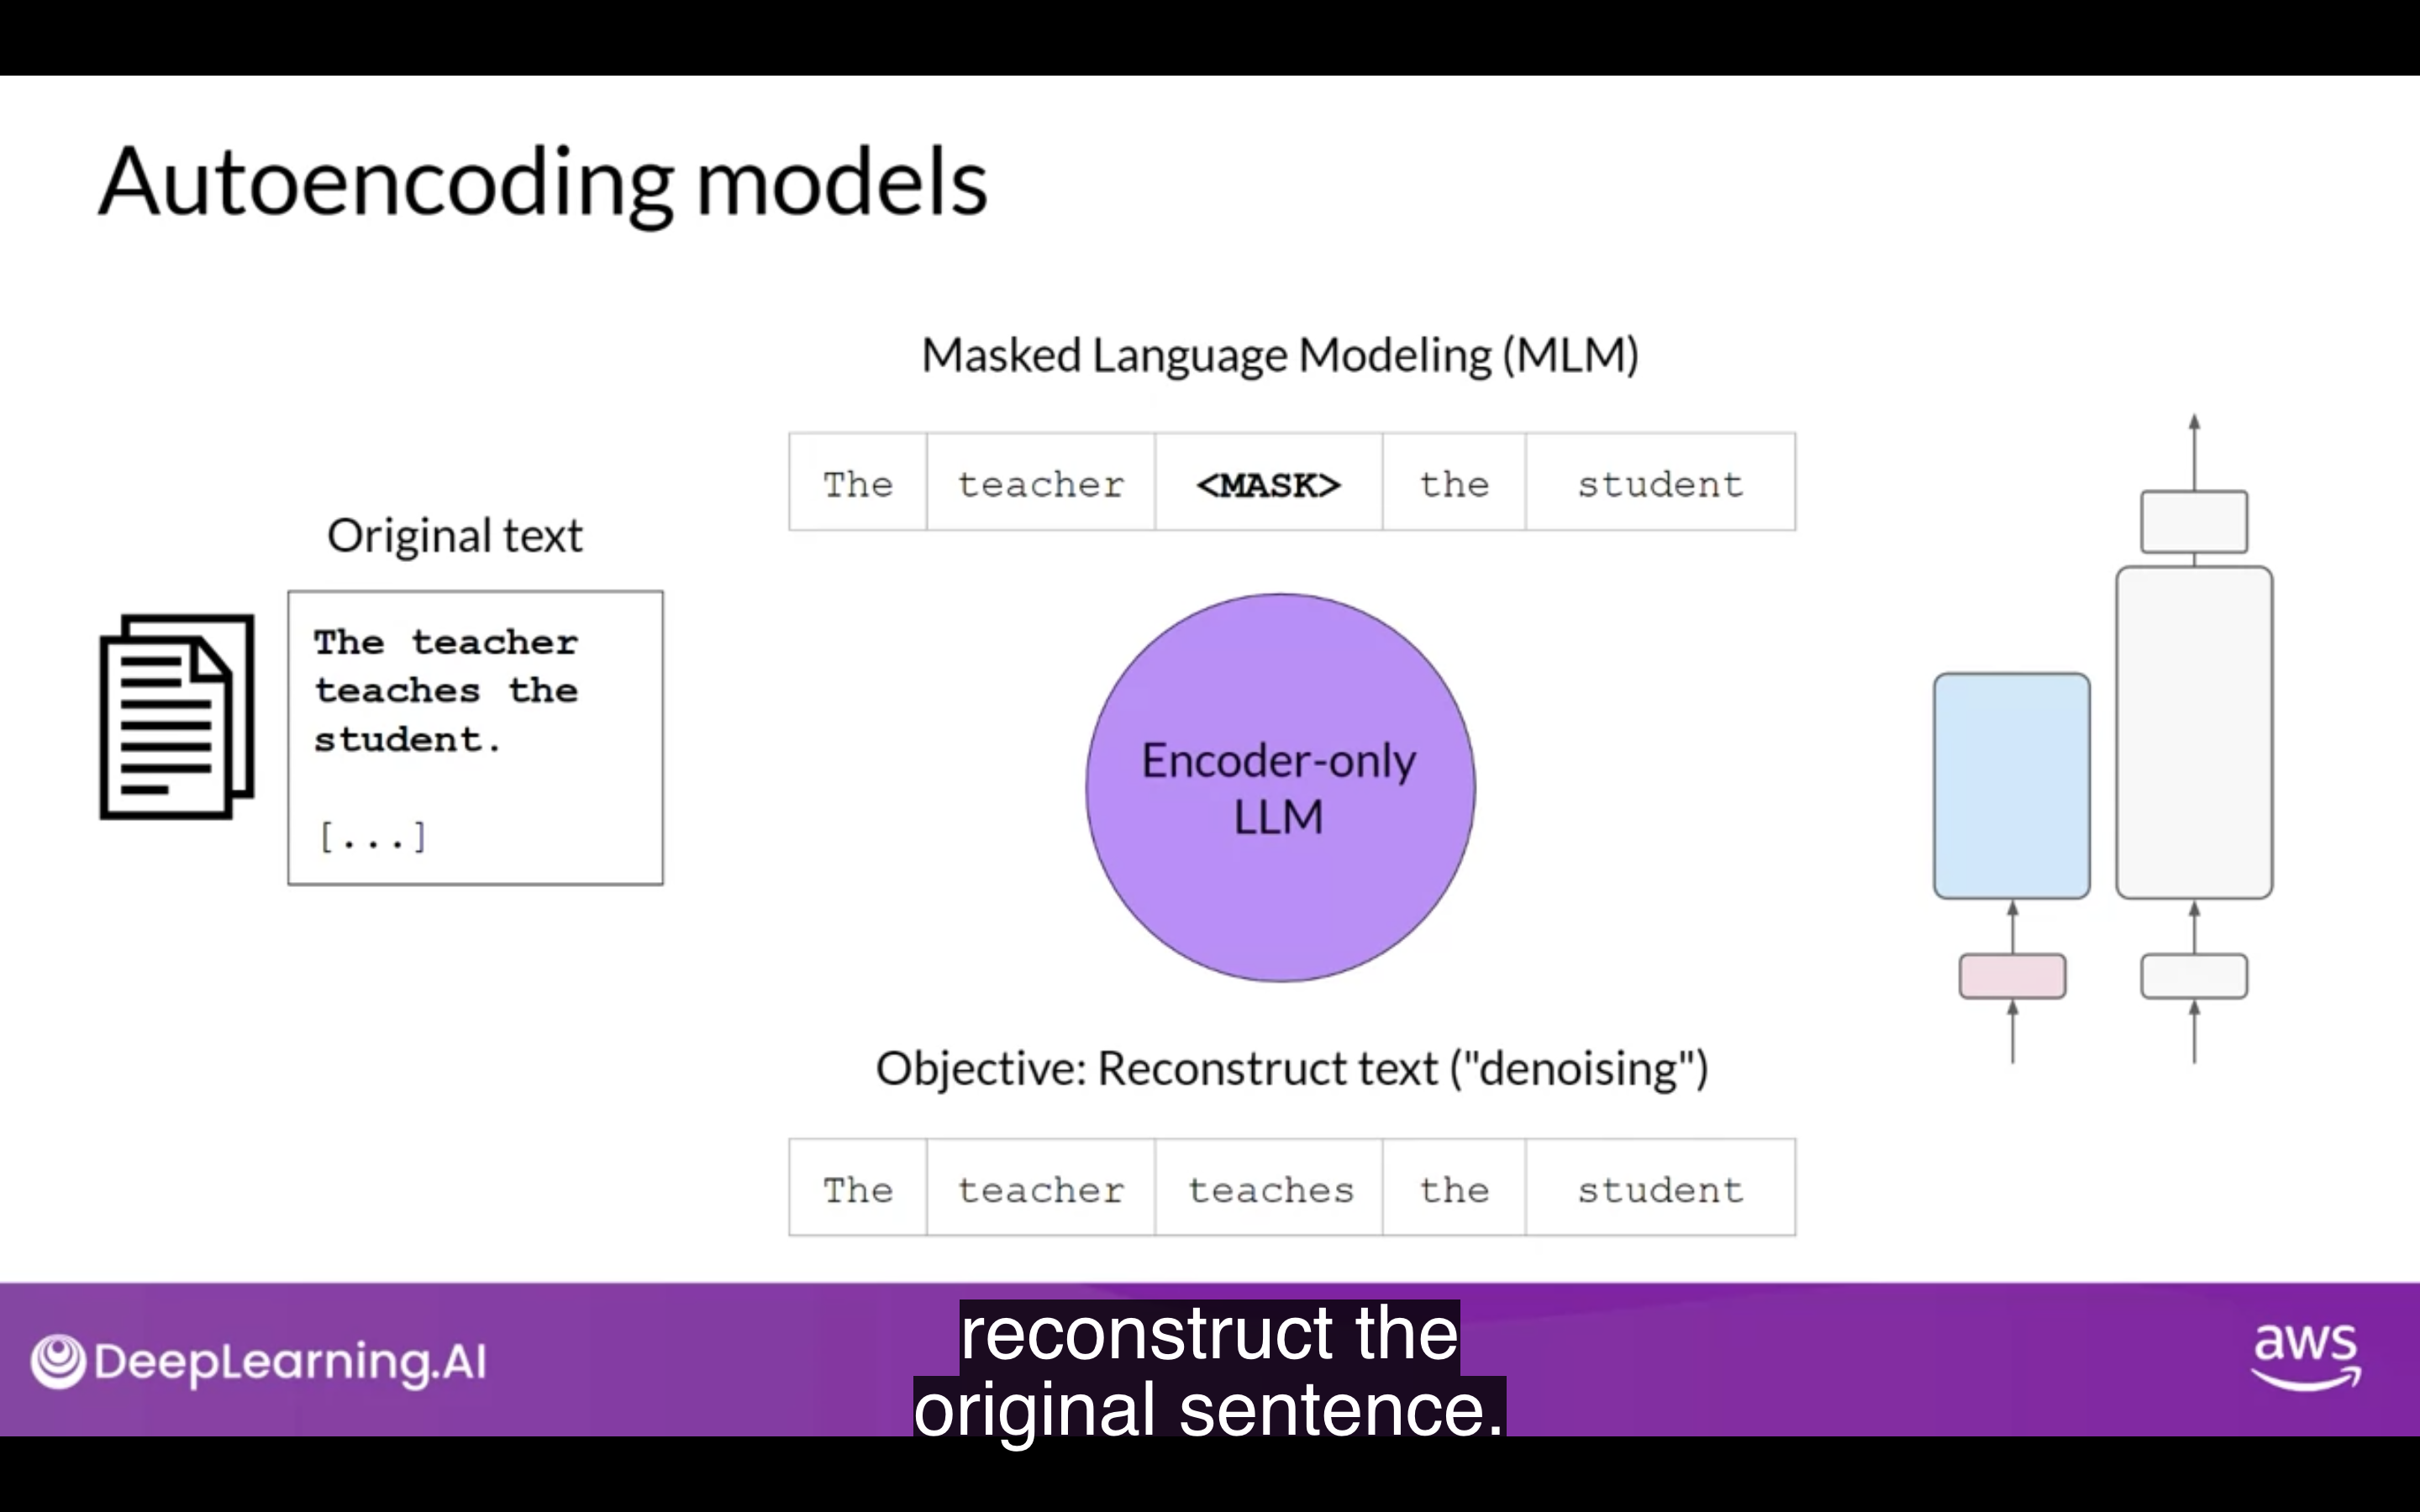 Autoencoding models
Masked Language Modeling (MLM)
The teacher <MASK> the student
Original text
The teacher
teaches the
student.
[...]
Encoder-only
LLM
Objective: Reconstruct text ("denoising")
The teacher teaches the student
DeepLearning.AI
reconstruct the
original sentence.
aws